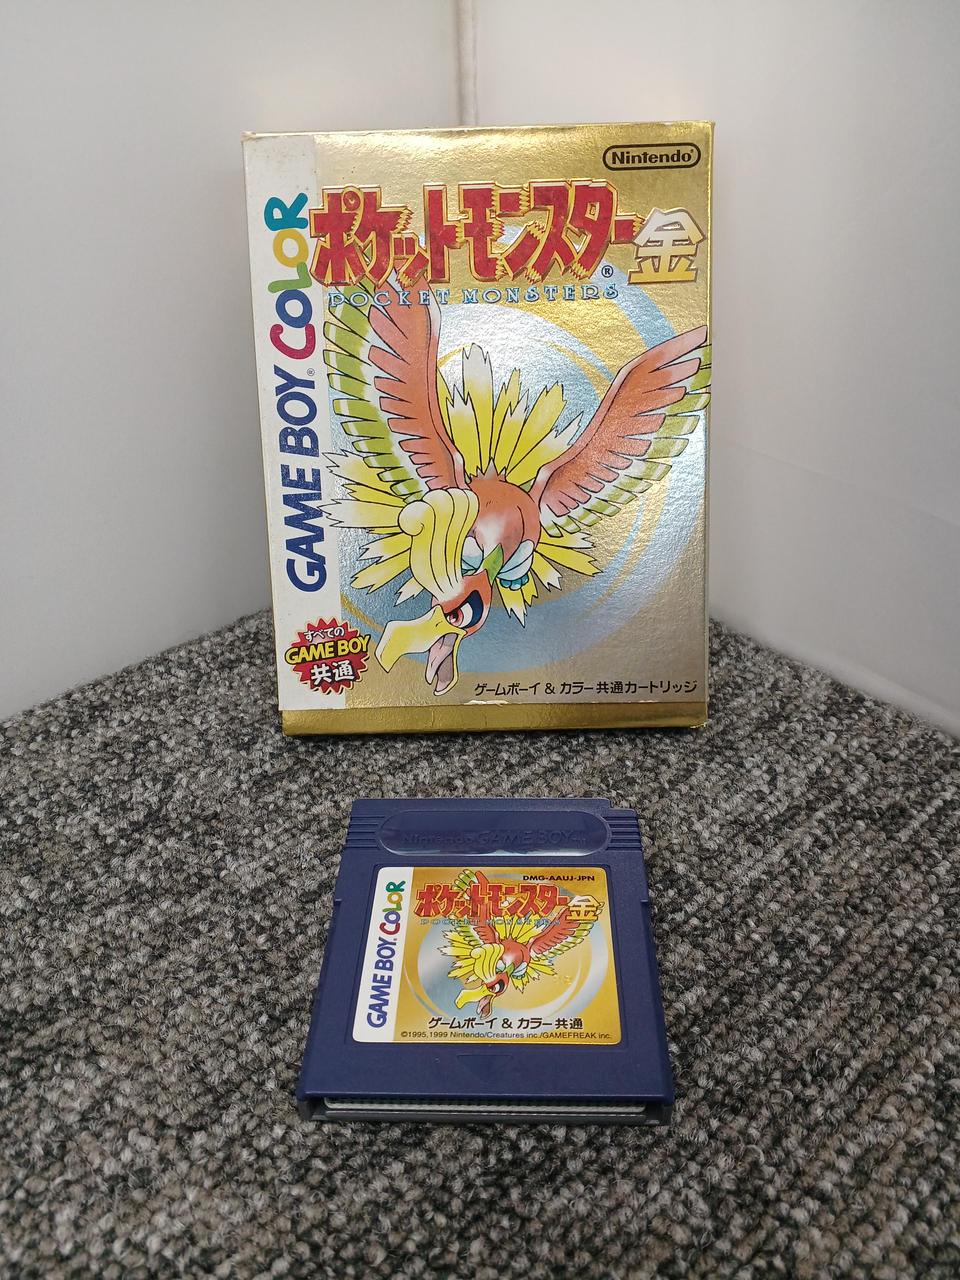 Nintendo
ポケットモンスター金
POCKET MONSTERS
GAME BOY COLOR
すべての
GAME BOY
共通
ゲームボーイ & カラー共通カートリッジ
Nintendo GAME BOY
DMG-AAUJ-JPN
ポケットモンスター金
POCKET MONSTERS
GAME BOY COLOR
ゲームボーイ & カラー共通
©1995,1999 Nintendo/Creatures inc./GAMEFREAK inc.